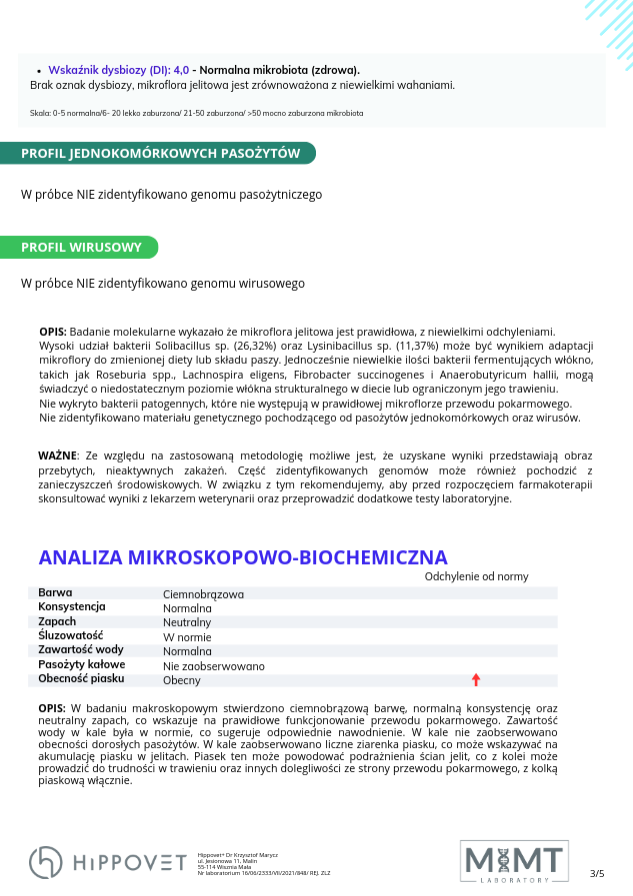 • Wskaźnik dysbiozy (DI): 4,0 - Normalna mikrobiota (zdrowa).
Brak oznak dysbiozy, mikroflora jelitowa jest zrównoważona z niewielkimi wahaniami.
Skala: 0-5 normalna/6- 20 lekko zaburzona/ 21-50 zaburzona/ >50 mocno zaburzona mikrobiota
PROFIL JEDNOKOMÓRKOWYCH PASOŻYTÓW
W próbce NIE zidentyfikowano genomu pasożytniczego
PROFIL WIRUSOWY
W próbce NIE zidentyfikowano genomu wirusowego
OPIS: Badanie molekularne wykazało że mikroflora jelitowa jest prawidłowa, z niewielkimi odchyleniami.
Wysoki udział bakterii Solibacillus sp. (26,32%) oraz Lysinibacillus sp. (11,37%) może być wynikiem adaptacji
mikroflory do zmienionej diety lub składu paszy. Jednocześnie niewielkie ilości bakterii fermentujących włókno,
takich jak Roseburia spp., Lachnospira eligens, Fibrobacter succinogenes i Anaerobutyricum hallii, mogą
świadczyć o niedostatecznym poziomie włókna strukturalnego w diecie lub ograniczonym jego trawieniu.
Nie wykryto bakterii patogennych, które nie występują w prawidłowej mikroflorze przewodu pokarmowego.
Nie zidentyfikowano materiału genetycznego pochodzącego od pasożytów jednokomórkowych oraz wirusów.
WAŻNE: Ze względu na zastosowaną metodologię możliwe jest, że uzyskane wyniki przedstawiają obraz
przebytych, nieaktywnych zakażeń. Część zidentyfikowanych genomów może również pochodzić z
zanieczyszczeń środowiskowych. W związku z tym rekomendujemy, aby przed rozpoczęciem farmakoterapii
skonsultować wyniki z lekarzem weterynarii oraz przeprowadzić dodatkowe testy laboratoryjne.
ANALIZA MIKROSKOPOWO-BIOCHEMICZNA
Odchylenie od normy
Barwa Ciemnobrązowa
Konsystencja Normalna
Zapach Neutralny
Śluzowatość W normie
Zawartość wody Normalna
Pasożyty kałowe Nie zaobserwowano
Obecność piasku Obecny
OPIS: W badaniu makroskopowym stwierdzono ciemnobrązową barwę, normalną konsystencję oraz
neutralny zapach, co wskazuje na prawidłowe funkcjonowanie przewodu pokarmowego. Zawartość
wody w kale była w normie, co sugeruje odpowiednie nawodnienie. W kale nie zaobserwowano
obecności dorosłych pasożytów. W kale zaobserwowano liczne ziarenka piasku, co może wskazywać na
akumulację piasku w jelitach. Piasek ten może powodować podrażnienia ścian jelit, co z kolei może
prowadzić do trudności w trawieniu oraz innych dolegliwości ze strony przewodu pokarmowego, z kolką
piaskową włącznie.
HIPPOVET
Hippovet+ Dr Krzysztof Marycz
ul. Jesionowa 11, Malin
55-114 Wisznia Mała
Nr laboratorium 16/06/2333/VII/2021/848/ REJ. ZLZ
MIMT
LABORATORY
3/5